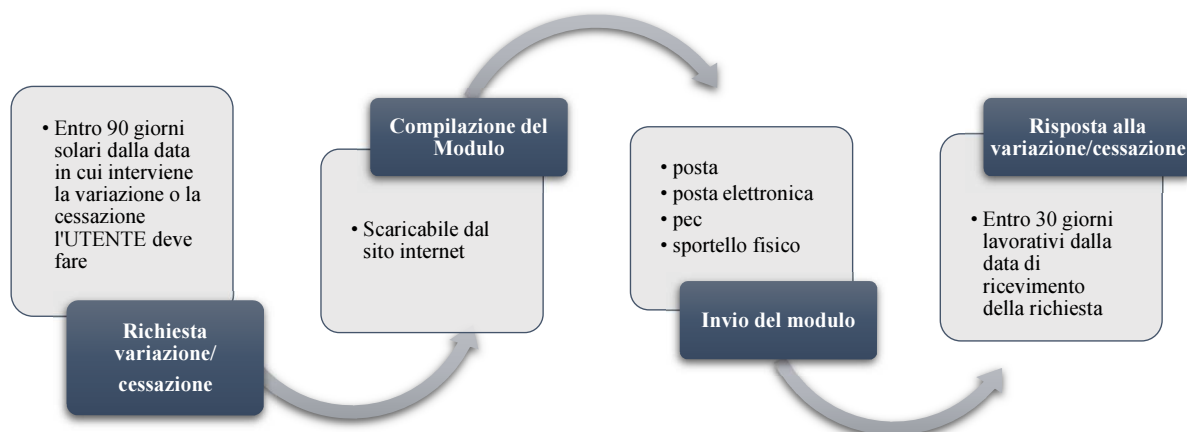 • Entro 90 giorni
solari dalla data
in cui interviene
la variazione o la
cessazione
l'UTENTE deve
fare
Richiesta
variazione/
cessazione
Compilazione del
Modulo
• Scaricabile dal
sito internet
• posta
• posta elettronica
• pec
• sportello fisico
Invio del modulo
Risposta alla
variazione/cessazione
• Entro 30 giorni
lavorativi dalla
data di
ricevimento
della richiesta